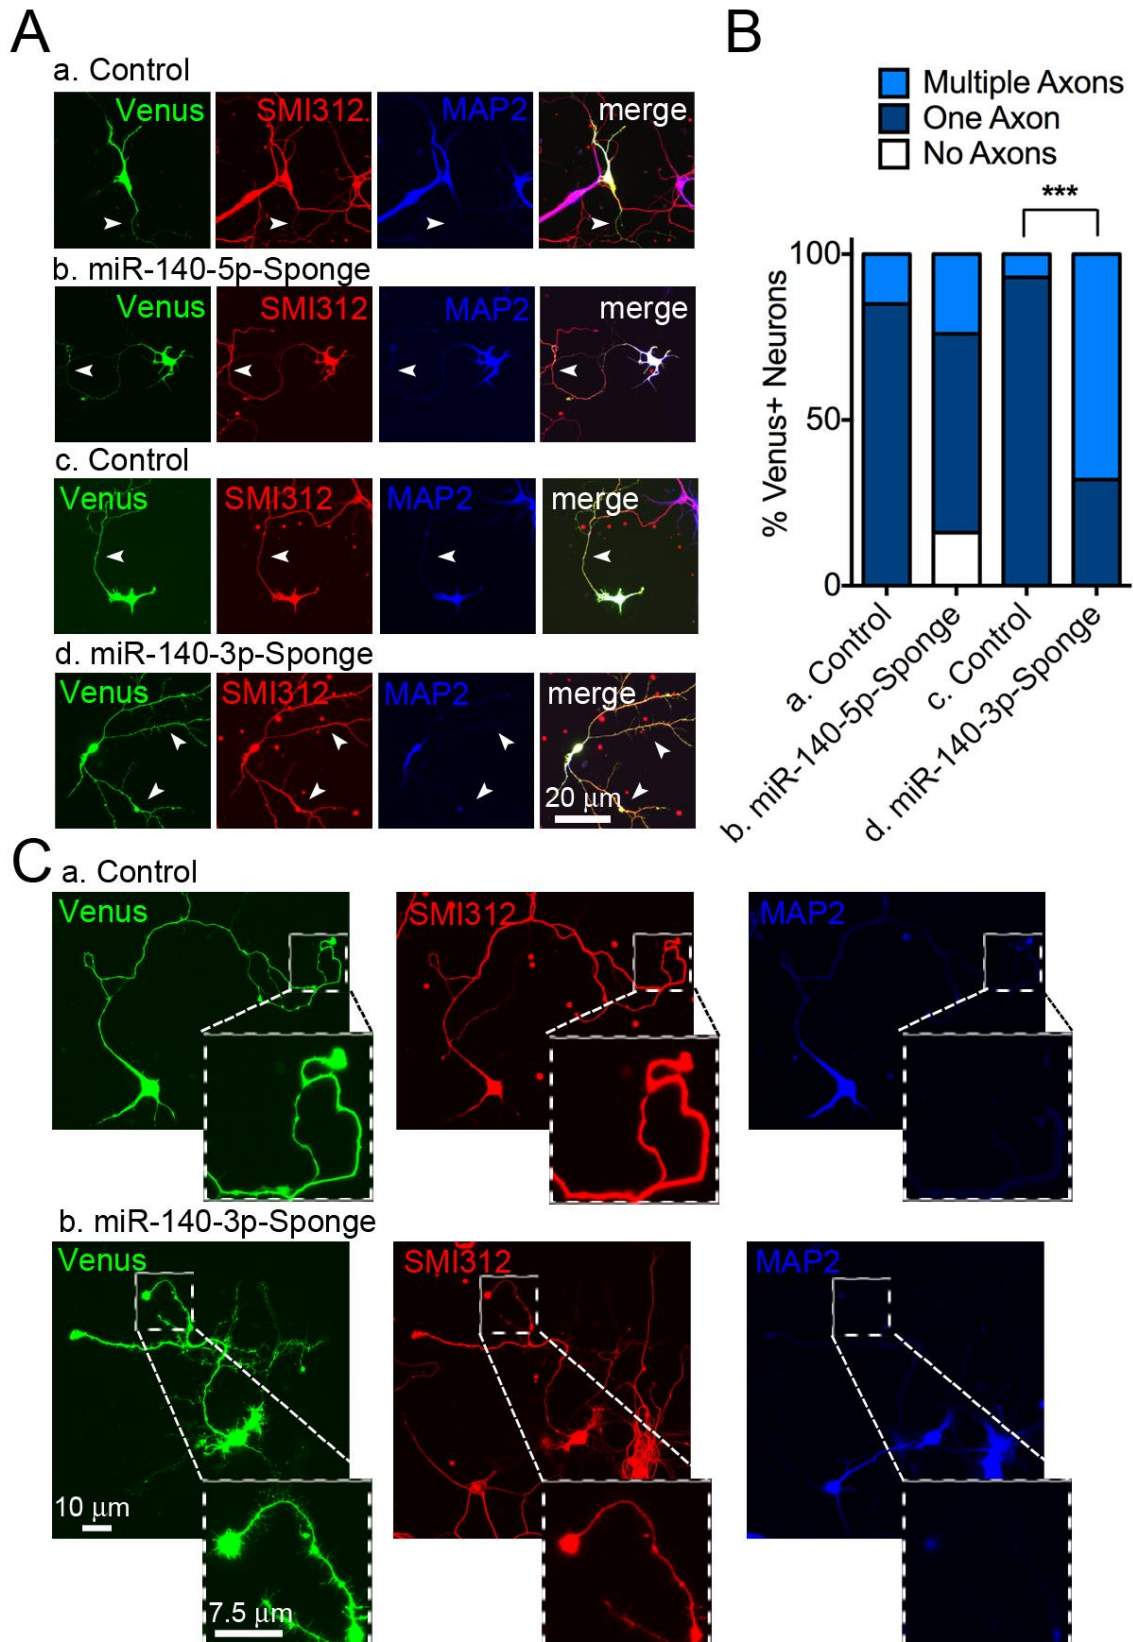 A
a. Control
Venus
SMI312
MAP2
merge
b. miR-140-5p-Sponge
Venus
SMI312
MAP2
merge
c. Control
Venus
SMI312
MAP2
merge
d. miR-140-3p-Sponge
Venus
SMI312
MAP2
merge
20 μm
B
Multiple Axons
One Axon
No Axons
***
% Venus+ Neurons
100
50
0
a. Control
b. miR-140-5p-Sponge
c. Control
d. miR-140-3p-Sponge
C
a. Control
Venus
SMI312
MAP2
b. miR-140-3p-Sponge
Venus
SMI312
MAP2
10 μm
7.5 μm